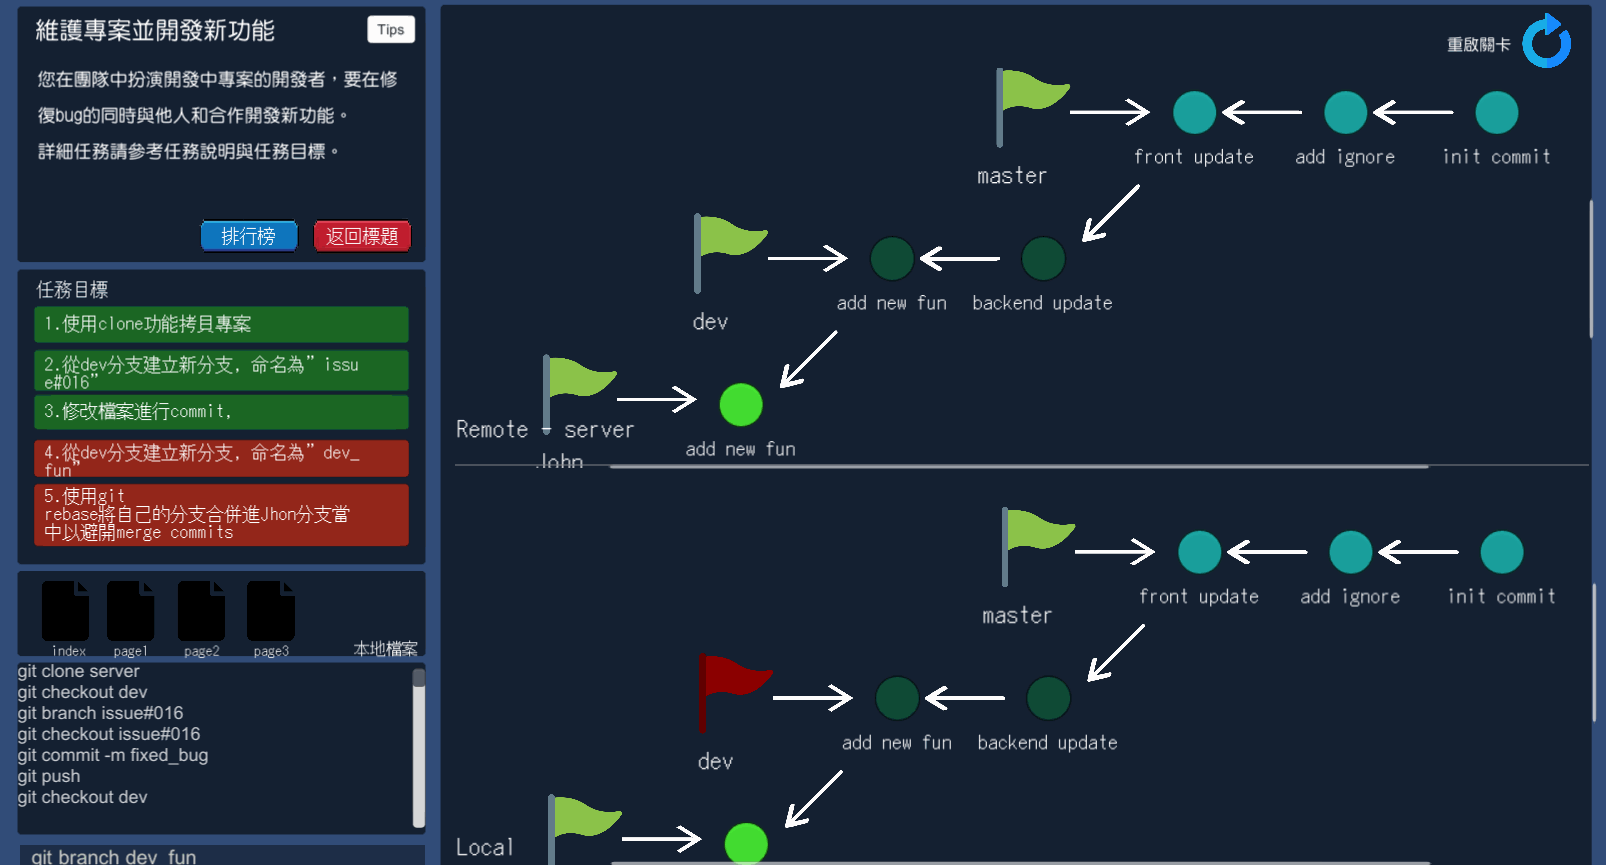 維護專案並開發新功能
Tips
您在團隊中扮演開發中專案的開發者，要在修
復bug的同時與他人和合作開發新功能。
詳細任務請參考任務說明與任務目標。
排行榜
返回標題
任務目標
1.使用clone功能拷貝專案
2.從dev分支建立新分支, 命名為”issu
e#016”
3.修改檔案進行commit,
4.從dev分支建立新分支, 命名為”dev_
fun”
5.使用git
rebase將自己的分支合併進Jhon分支當
中以避開merge commits
index
page1
page2
page3
本地檔案
git clone server
git checkout dev
git branch issue#016
git checkout issue#016
git commit -m fixed_bug
git push
git checkout dev
git branch dev_fun
重啟關卡
master
front update
add ignore
init commit
dev
add new fun
backend update
Remote - server
John
add new fun
master
front update
add ignore
init commit
dev
add new fun
backend update
Local